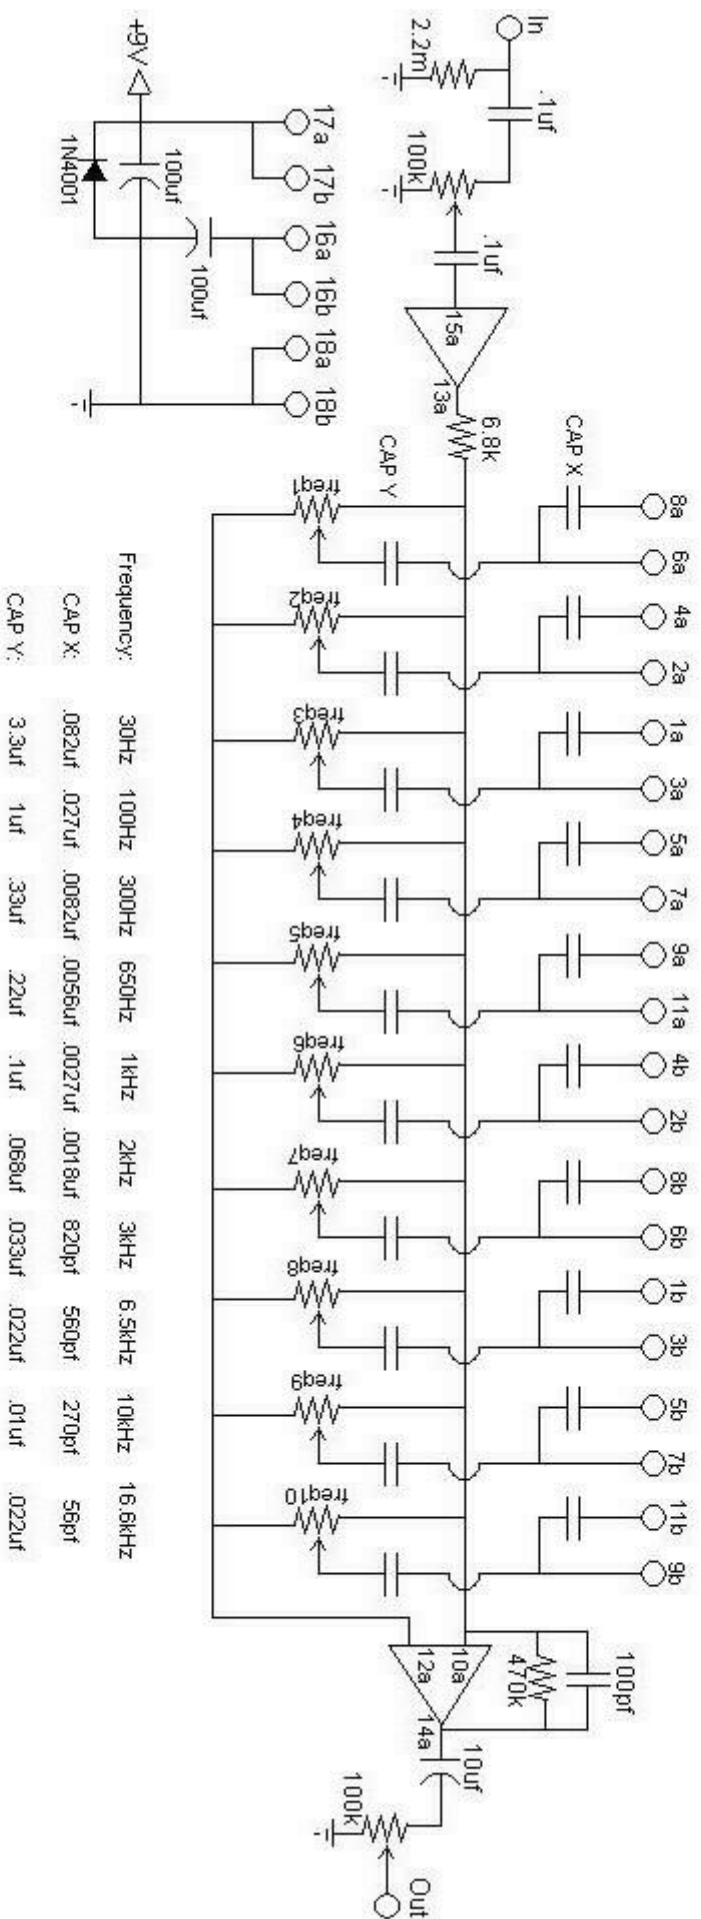 8a 6a 4a 2a 1a 3a 5a 7a 9a 11a 4b 2b 8b 6b 1b 3b 5b 7b 11b 9b
CAP X
100pf
470k
In
.1uf
2.2m
100k
.1uf
15a
13a
6.8k
10a
12a
14a
10uf
100k
Out
CAP Y
freq1 freq2 freq3 freq4 freq5 freq6 freq7 freq8 freq9 freq10
17a 17b 16a 16b 18a 18b
+9V
100uf
100uf
1N4001
Frequency: 30Hz 100Hz 300Hz 650Hz 1kHz 2kHz 3kHz 6.5kHz 10kHz 16.6kHz
CAP X: .082uf .027uf .0082uf .0056uf .0027uf .0018uf 820pf 560pf 270pf 56pf
CAP Y: 3.3uf 1uf .33uf .22uf .1uf .068uf .033uf .022uf .01uf .022uf